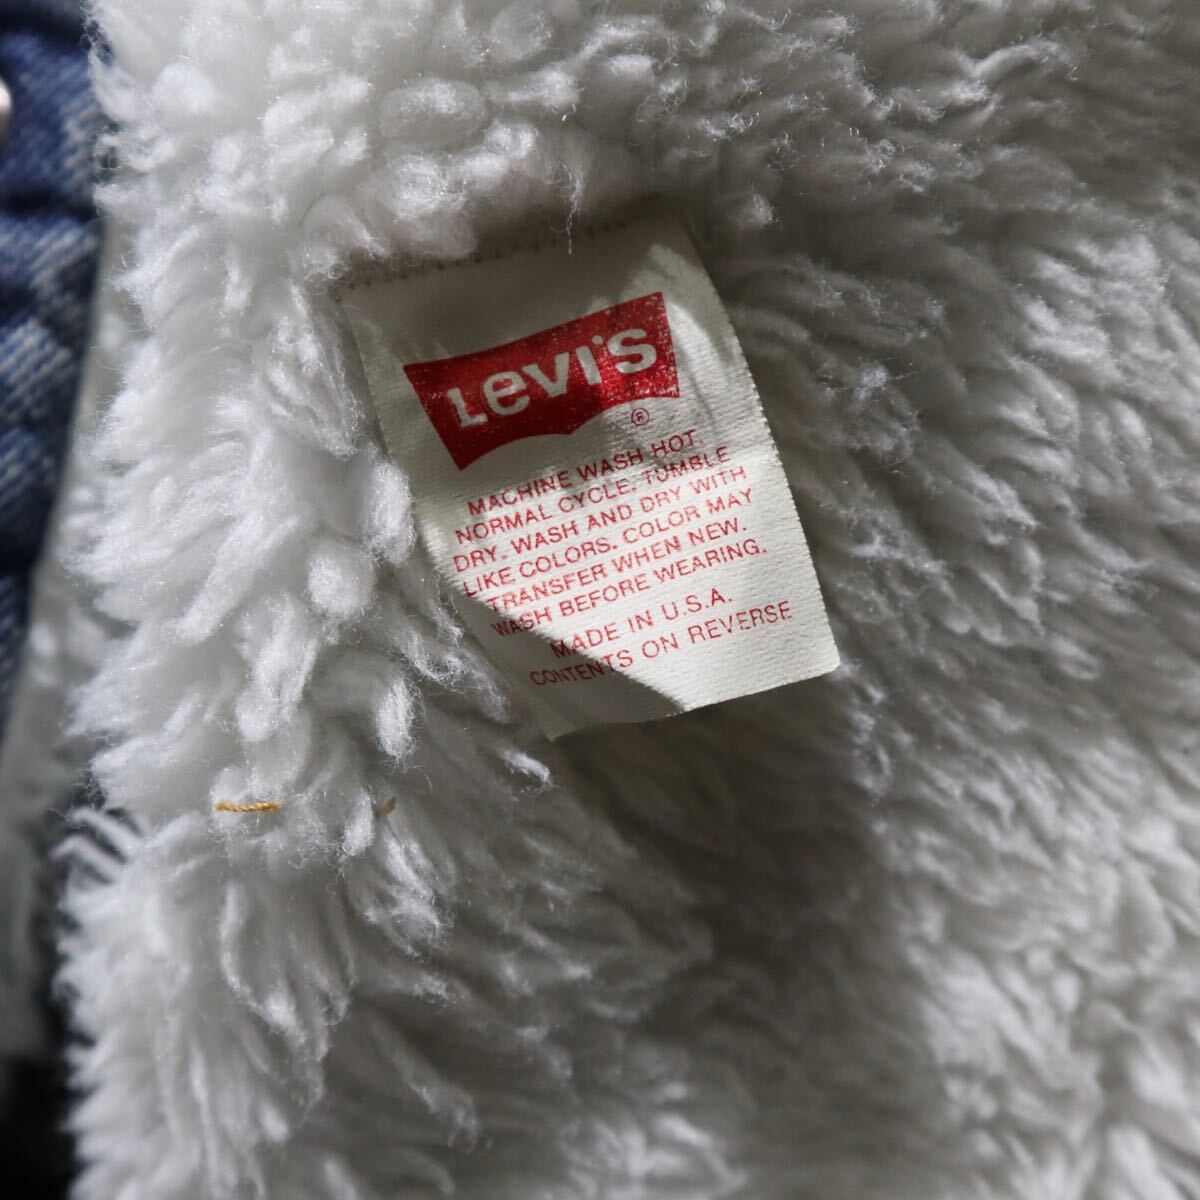 Levi's
®
MACHINE WASH HOT.
NORMAL CYCLE. TUMBLE
DRY. WASH AND DRY WITH
LIKE COLORS. COLOR MAY
TRANSFER WHEN NEW.
WASH BEFORE WEARING.
MADE IN U.S.A.
CONTENTS ON REVERSE